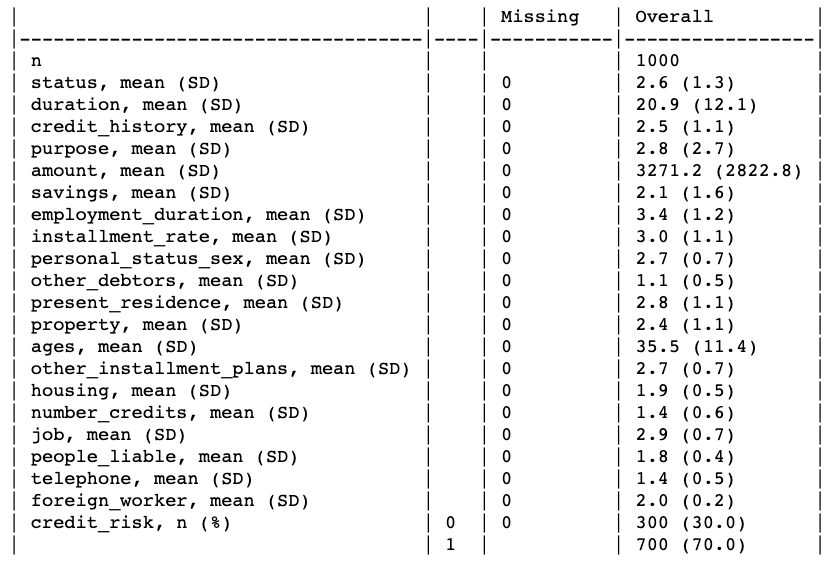 | | | Missing | Overall |
|------------------------------------|----|-----------|-----------------|
| n | | | 1000 |
| status, mean (SD) | | 0 | 2.6 (1.3) |
| duration, mean (SD) | | 0 | 20.9 (12.1) |
| credit_history, mean (SD) | | 0 | 2.5 (1.1) |
| purpose, mean (SD) | | 0 | 2.8 (2.7) |
| amount, mean (SD) | | 0 | 3271.2 (2822.8) |
| savings, mean (SD) | | 0 | 2.1 (1.6) |
| employment_duration, mean (SD) | | 0 | 3.4 (1.2) |
| installment_rate, mean (SD) | | 0 | 3.0 (1.1) |
| personal_status_sex, mean (SD) | | 0 | 2.7 (0.7) |
| other_debtors, mean (SD) | | 0 | 1.1 (0.5) |
| present_residence, mean (SD) | | 0 | 2.8 (1.1) |
| property, mean (SD) | | 0 | 2.4 (1.1) |
| ages, mean (SD) | | 0 | 35.5 (11.4) |
| other_installment_plans, mean (SD) | | 0 | 2.7 (0.7) |
| housing, mean (SD) | | 0 | 1.9 (0.5) |
| number_credits, mean (SD) | | 0 | 1.4 (0.6) |
| job, mean (SD) | | 0 | 2.9 (0.7) |
| people_liable, mean (SD) | | 0 | 1.8 (0.4) |
| telephone, mean (SD) | | 0 | 1.4 (0.5) |
| foreign_worker, mean (SD) | | 0 | 2.0 (0.2) |
| credit_risk, n (%) | 0 | 0 | 300 (30.0) |
| | 1 | | 700 (70.0) |